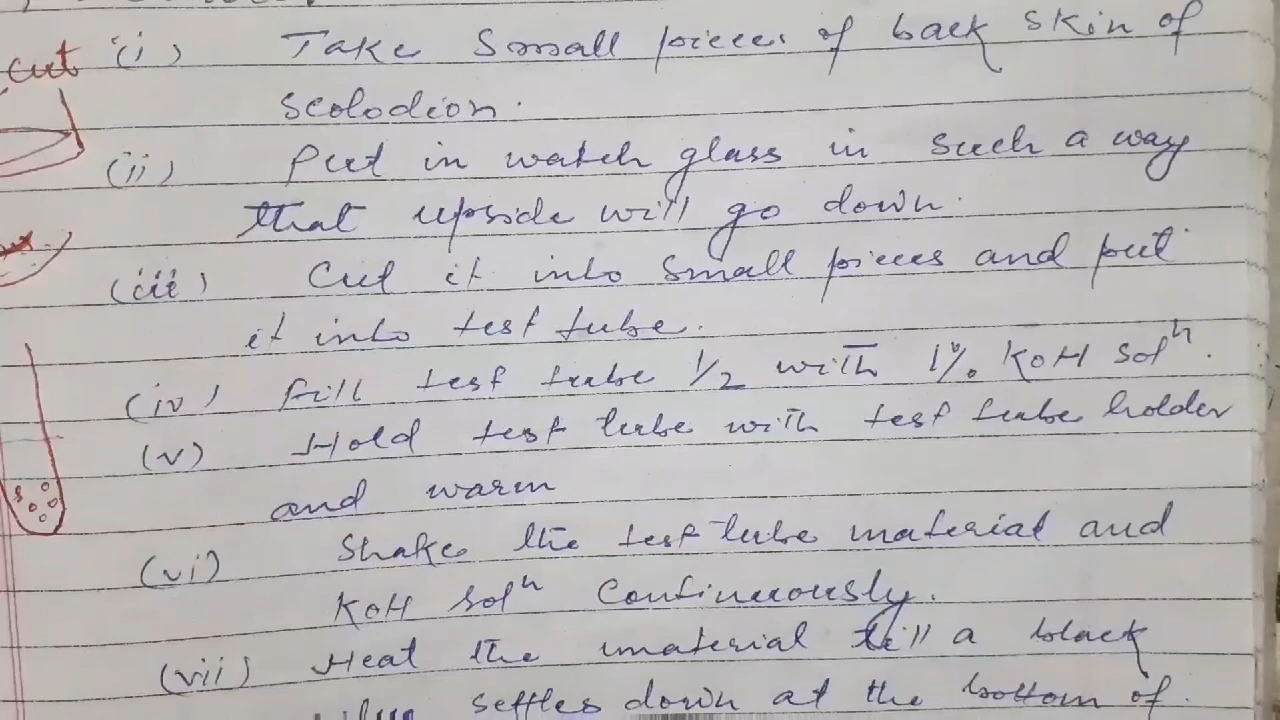 cut (i) Take small pieces of back skin of
scolodion.
(ii) Put in watch glass in such a way
that upside will go down.
(iii) Cut it into small pieces and put
it into test tube.
(iv) fill test tube 1/2 with 1% KOH solⁿ.
(v) Hold test tube with test tube holder
and warm
(vi) Shake the test tube material and
KOH solⁿ continuously.
(vii) Heat the material till a black
settles down at the bottom of